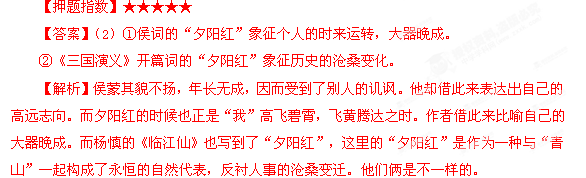 【押题指数】★★★★★
【答案】(2)①侯词的“夕阳红”象征个人的时来运转，大器晚成。
②《三国演义》开篇词的“夕阳红”象征历史的沧桑变化。
【解析】侯蒙其貌不扬，年长无成，因而受到了别人的讥讽。他却借此来表达出自己的
高远志向。而夕阳红的时候也正是“我”高飞碧霄，飞黄腾达之时。作者借此来比喻自己的
大器晚成。而杨慎的《临江仙》也写到了“夕阳红”，这里的“夕阳红”是作为一种与“青
山”一起构成了永恒的自然代表，反衬人事的沧桑变迁。他们俩是不一样的。